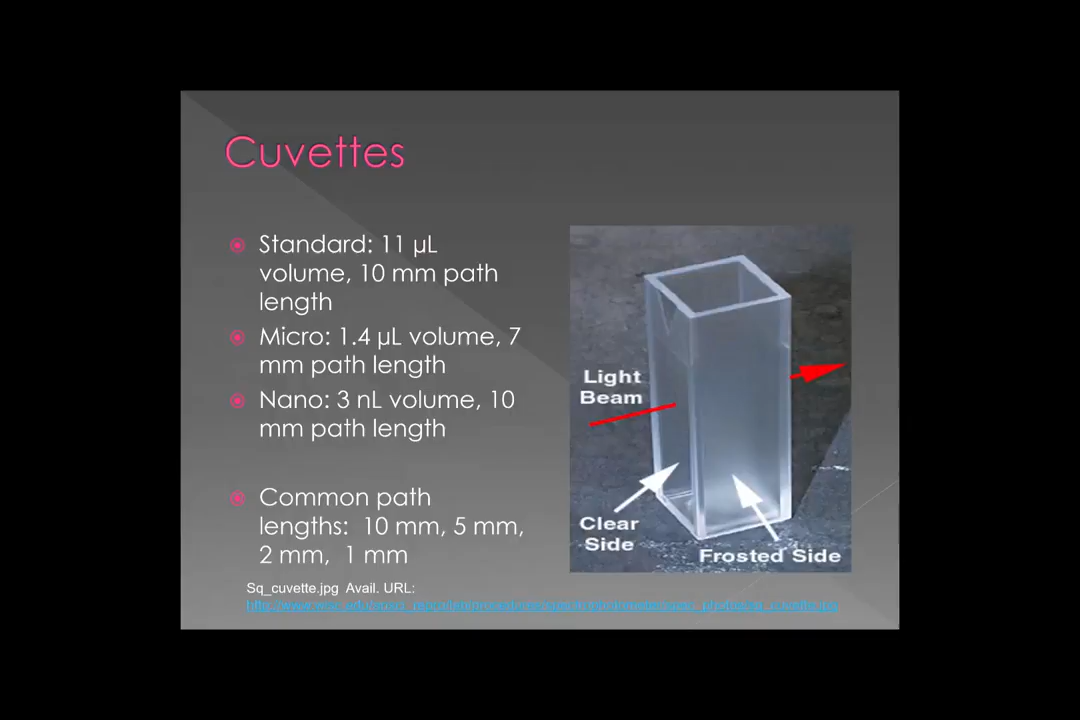 Cuvettes
Standard: 11 µL
volume, 10 mm path
length
Micro: 1.4 µL volume, 7
mm path length
Nano: 3 nL volume, 10
mm path length
Common path
lengths: 10 mm, 5 mm,
2 mm, 1 mm
Light
Beam
Clear
Side
Frosted Side
Sq_cuvette.jpg Avail. URL: